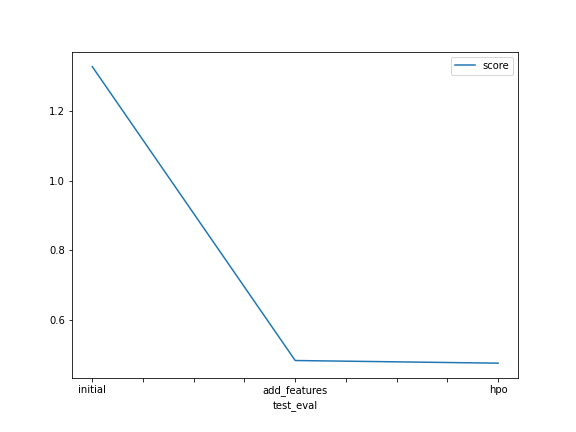 score
1.2
1.0
0.8
0.6
initial add_features hpo
test_eval